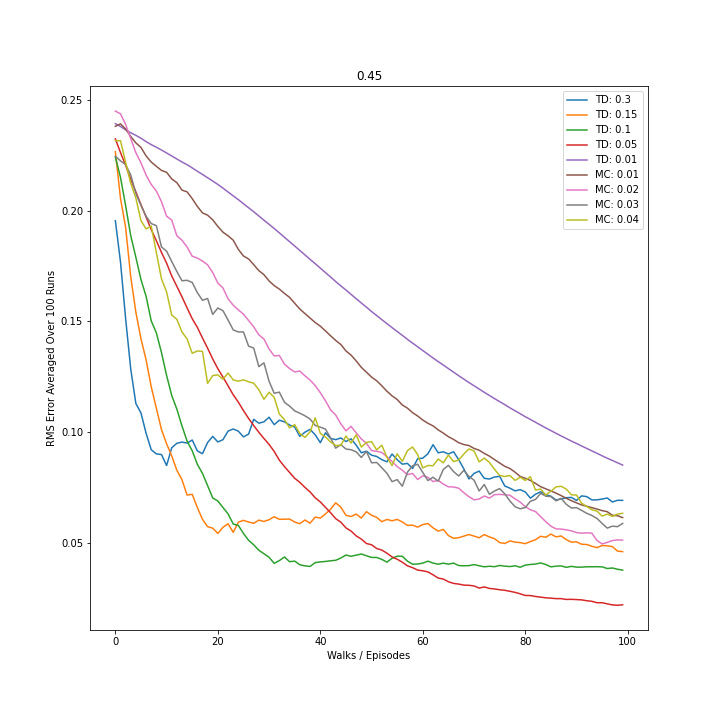 0.45
RMS Error Averaged Over 100 Runs
0.25
0.20
0.15
0.10
0.05
0
20
40
60
80
100
Walks / Episodes
TD: 0.3
TD: 0.15
TD: 0.1
TD: 0.05
TD: 0.01
MC: 0.01
MC: 0.02
MC: 0.03
MC: 0.04